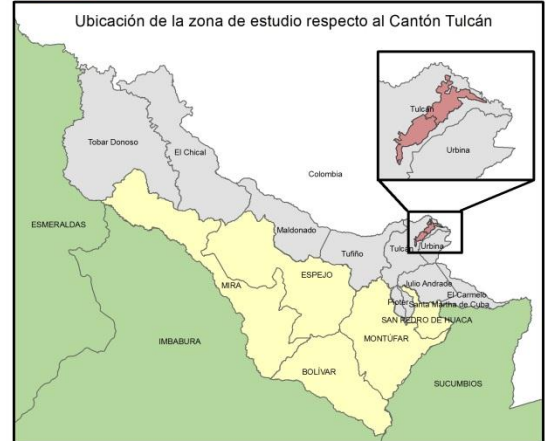 Ubicación de la zona de estudio respecto al Cantón Tulcán
Tulcán
Urbina
Tobar Donoso
El Chical
Colombia
ESMERALDAS
Maldonado
Tufiño
Tulcán
Urbina
MIRA
ESPEJO
Julio Andrade
El Carmelo
Pioter
Santa Martha de Cuba
SAN PEDRO DE HUACA
MONTÚFAR
IMBABURA
BOLÍVAR
SUCUMBIOS